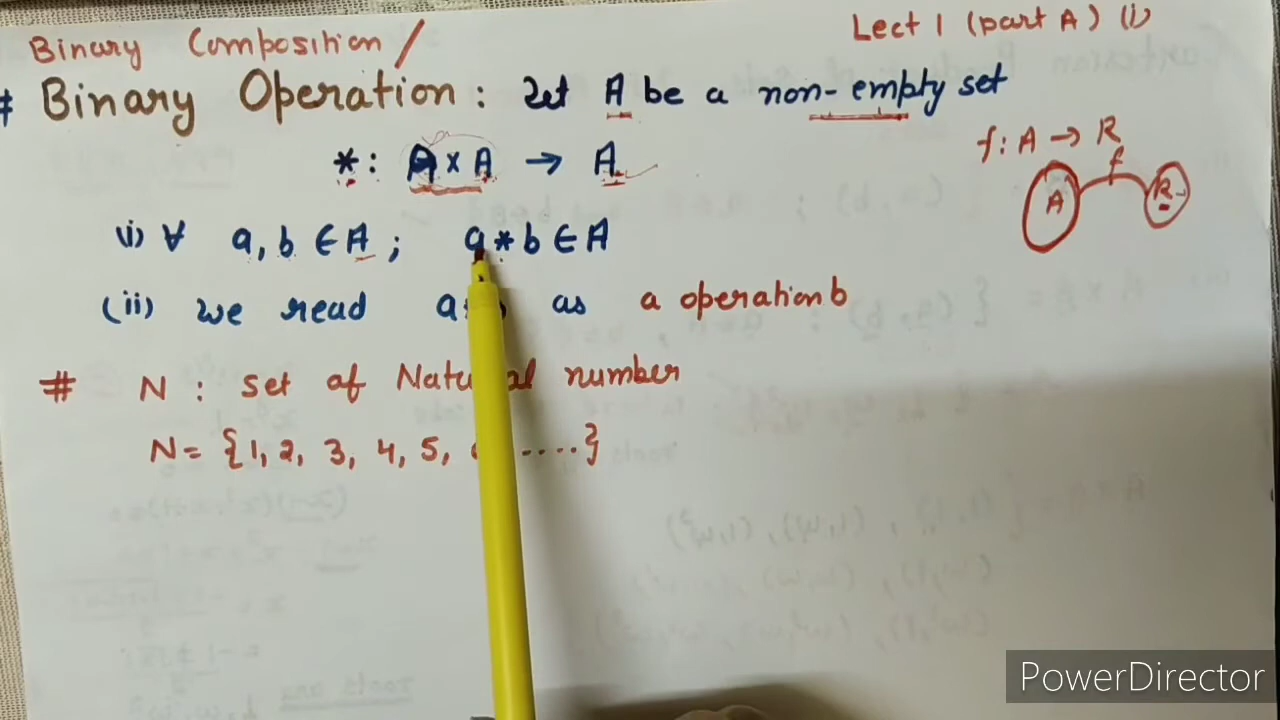 Binary Composition/
Lect 1 (part A) (i)
# Binary Operation: Let A be a non-empty set
*: A x A → A
f: A → R
f
A R
(i) ∀ a, b ∈ A; a * b ∈ A
(ii) we read a b as a operation b
# N: Set of Natural number
N = {1, 2, 3, 4, 5, .....}
PowerDirector